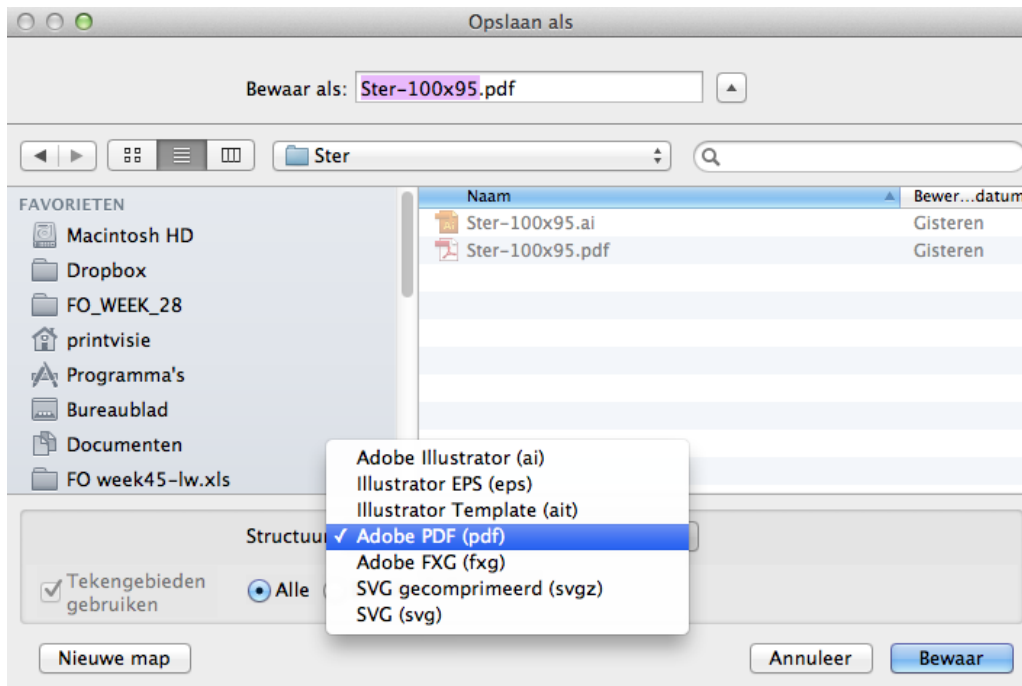 Opslaan als
Bewaar als: Ster-100x95.pdf
Ster
FAVORIETEN
Macintosh HD
Dropbox
FO_WEEK_28
printvisie
Programma's
Bureaublad
Documenten
FO week45-lw.xls
Naam Bewer...datum
Ster-100x95.ai Gisteren
Ster-100x95.pdf Gisteren
Adobe Illustrator (ai)
Illustrator EPS (eps)
Illustrator Template (ait)
Structuu ✓ Adobe PDF (pdf)
Adobe FXG (fxg)
SVG gecomprimeerd (svgz)
SVG (svg)
Tekengebieden
gebruiken
Alle
Nieuwe map Annuleer Bewaar